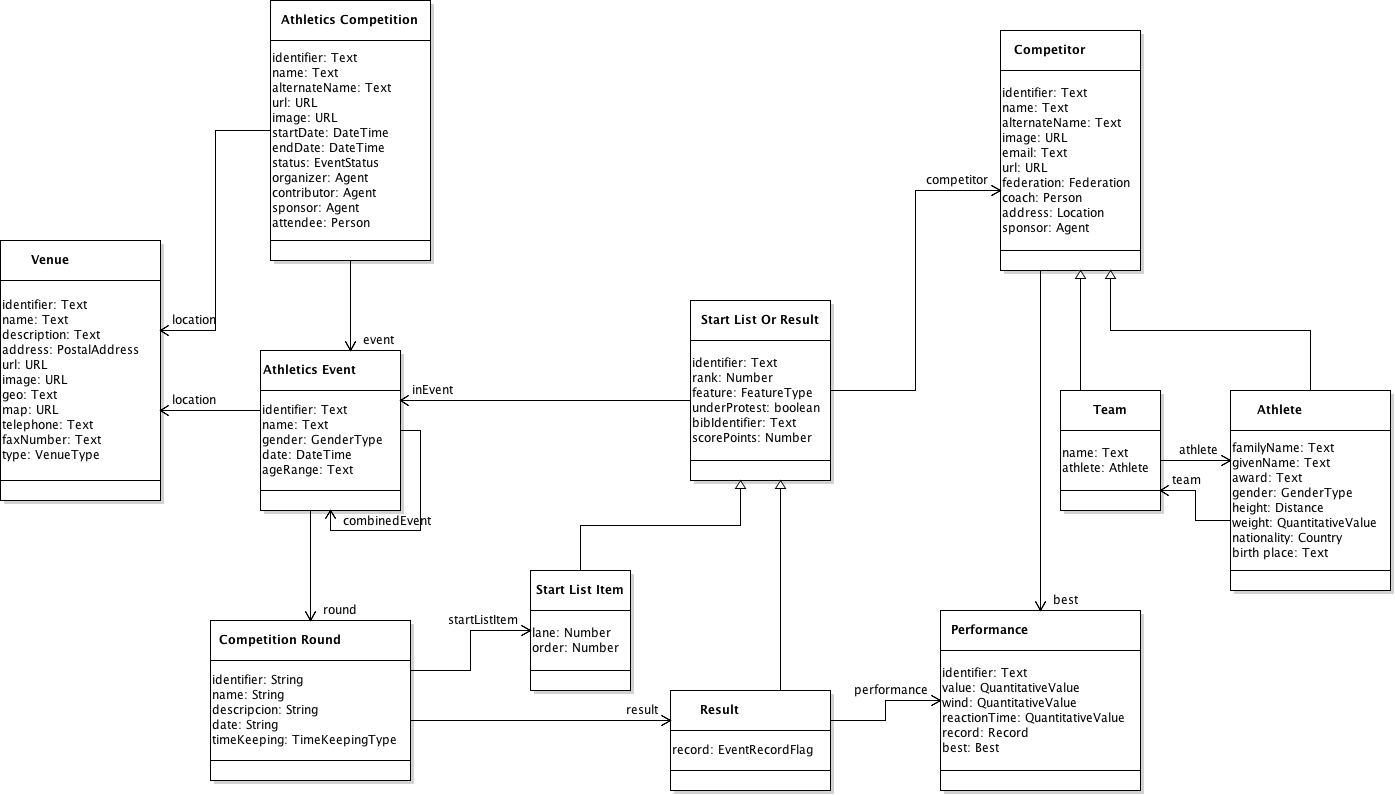 Athletics Competition
identifier: Text
name: Text
alternateName: Text
url: URL
image: URL
startDate: DateTime
endDate: DateTime
status: EventStatus
organizer: Agent
contributor: Agent
sponsor: Agent
attendee: Person
Competitor
identifier: Text
name: Text
alternateName: Text
image: URL
email: Text
url: URL
federation: Federation
coach: Person
address: Location
sponsor: Agent
competitor
Venue
identifier: Text
name: Text
description: Text
address: PostalAddress
url: URL
image: URL
geo: Text
map: URL
telephone: Text
faxNumber: Text
type: VenueType
location
location
event
Athletics Event
identifier: Text
name: Text
gender: GenderType
date: DateTime
ageRange: Text
combinedEvent
inEvent
Start List Or Result
identifier: Text
rank: Number
feature: FeatureType
underProtest: boolean
bibIdentifier: Text
scorePoints: Number
Team
name: Text
athlete: Athlete
athlete
team
Athlete
familyName: Text
givenName: Text
award: Text
gender: GenderType
height: Distance
weight: QuantitativeValue
nationality: Country
birth place: Text
round
Competition Round
identifier: String
name: String
descripcion: String
date: String
timeKeeping: TimeKeepingType
startListItem
Start List Item
lane: Number
order: Number
result
Result
record: EventRecordFlag
performance
best
Performance
identifier: Text
value: QuantitativeValue
wind: QuantitativeValue
reactionTime: QuantitativeValue
record: Record
best: Best